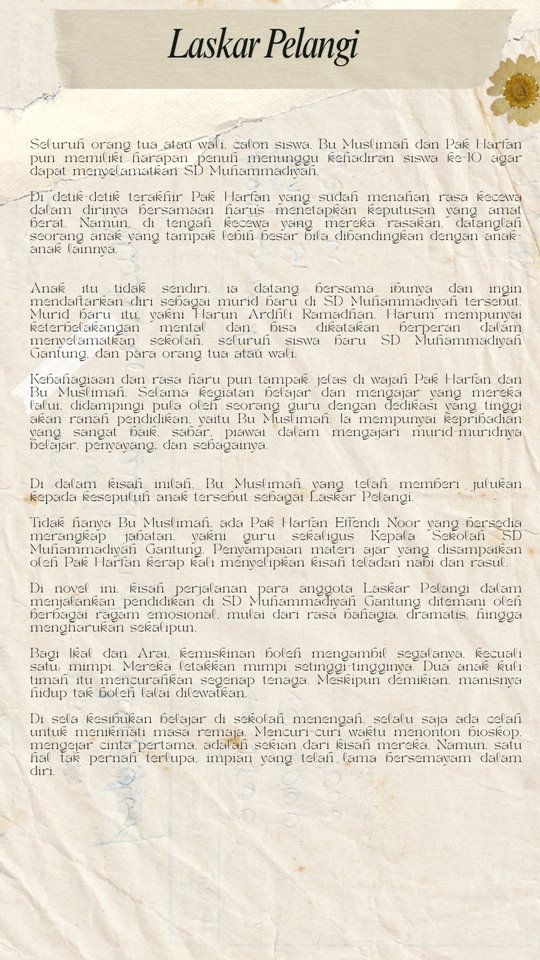 Laskar Pelangi
Seluruh orang tua atau wali, calon siswa, Bu Muslimah dan Pak Harfan
pun memiliki harapan penuh menunggu kehadiran siswa ke-10 agar
dapat menyelamatkan SD Muhammadiyah.
Di detik-detik terakhir Pak Harfan yang sudah menahan rasa kecewa
dalam dirinya bersamaan harus menetapkan keputusan yang amat
berat. Namun, di tengah kecewa yang mereka rasakan, datanglah
seorang anak yang tampak lebih besar bila dibandingkan dengan anak-
anak lainnya.
Anak itu tidak sendiri, ia datang bersama ibunya dan ingin
mendaftarkan diri sebagai murid baru di SD Muhammadiyah tersebut.
Murid baru itu, yakni Harun Ardhli Ramadhan. Harum mempunyai
keterbelakangan mental dan bisa dikatakan berperan dalam
menyelamatkan sekolah, seluruh siswa baru SD Muhammadiyah
Gantung, dan para orang tua atau wali.
Kebahagiaan dan rasa haru pun tampak jelas di wajah Pak Harfan dan
Bu Muslimah. Selama kegiatan belajar dan mengajar yang mereka
lalui, didampingi pula oleh seorang guru dengan dedikasi yang tinggi
akan ranah pendidikan, yaitu Bu Muslimah. Ia mempunyai kepribadian
yang sangat baik, sabar, piawai dalam mengajari murid-muridnya
belajar, penyayang, dan sebagainya.
Di dalam kisah inilah, Bu Muslimah yang telah memberi julukan
kepada kesepuluh anak tersebut sebagai Laskar Pelangi.
Tidak hanya Bu Muslimah, ada Pak Harfan Effendi Noor yang bersedia
merangkap jabatan, yakni guru sekaligus Kepala Sekolah SD
Muhammadiyah Gantung. Penyampaian materi ajar yang disampaikan
oleh Pak Harfan kerap kali menyelipkan kisah teladan nabi dan rasul.
Di novel ini, kisah perjalanan para anggota Laskar Pelangi dalam
menjalankan pendidikan di SD Muhammadiyah Gantung ditemani oleh
berbagai ragam emosional, mulai dari rasa bahagia, dramatis, hingga
mengharukan sekalipun.
Bagi Ikal dan Arai, kemiskinan boleh mengambil segalanya, kecuali
satu, mimpi. Mereka letakkan mimpi setinggi-tingginya. Dua anak kuli
timah itu mencurahkan segenap tenaga. Meskipun demikian, manisnya
hidup tak boleh lalai dilewatkan.
Di sela kesibukan belajar di sekolah menengah, selalu saja ada celah
untuk menikmati masa remaja. Mencuri-curi waktu menonton bioskop,
mengejar cinta pertama, adalah sekian dari kisah mereka. Namun, satu
hal tak pernah terlupa, impian yang telah lama bersemayam dalam
diri.